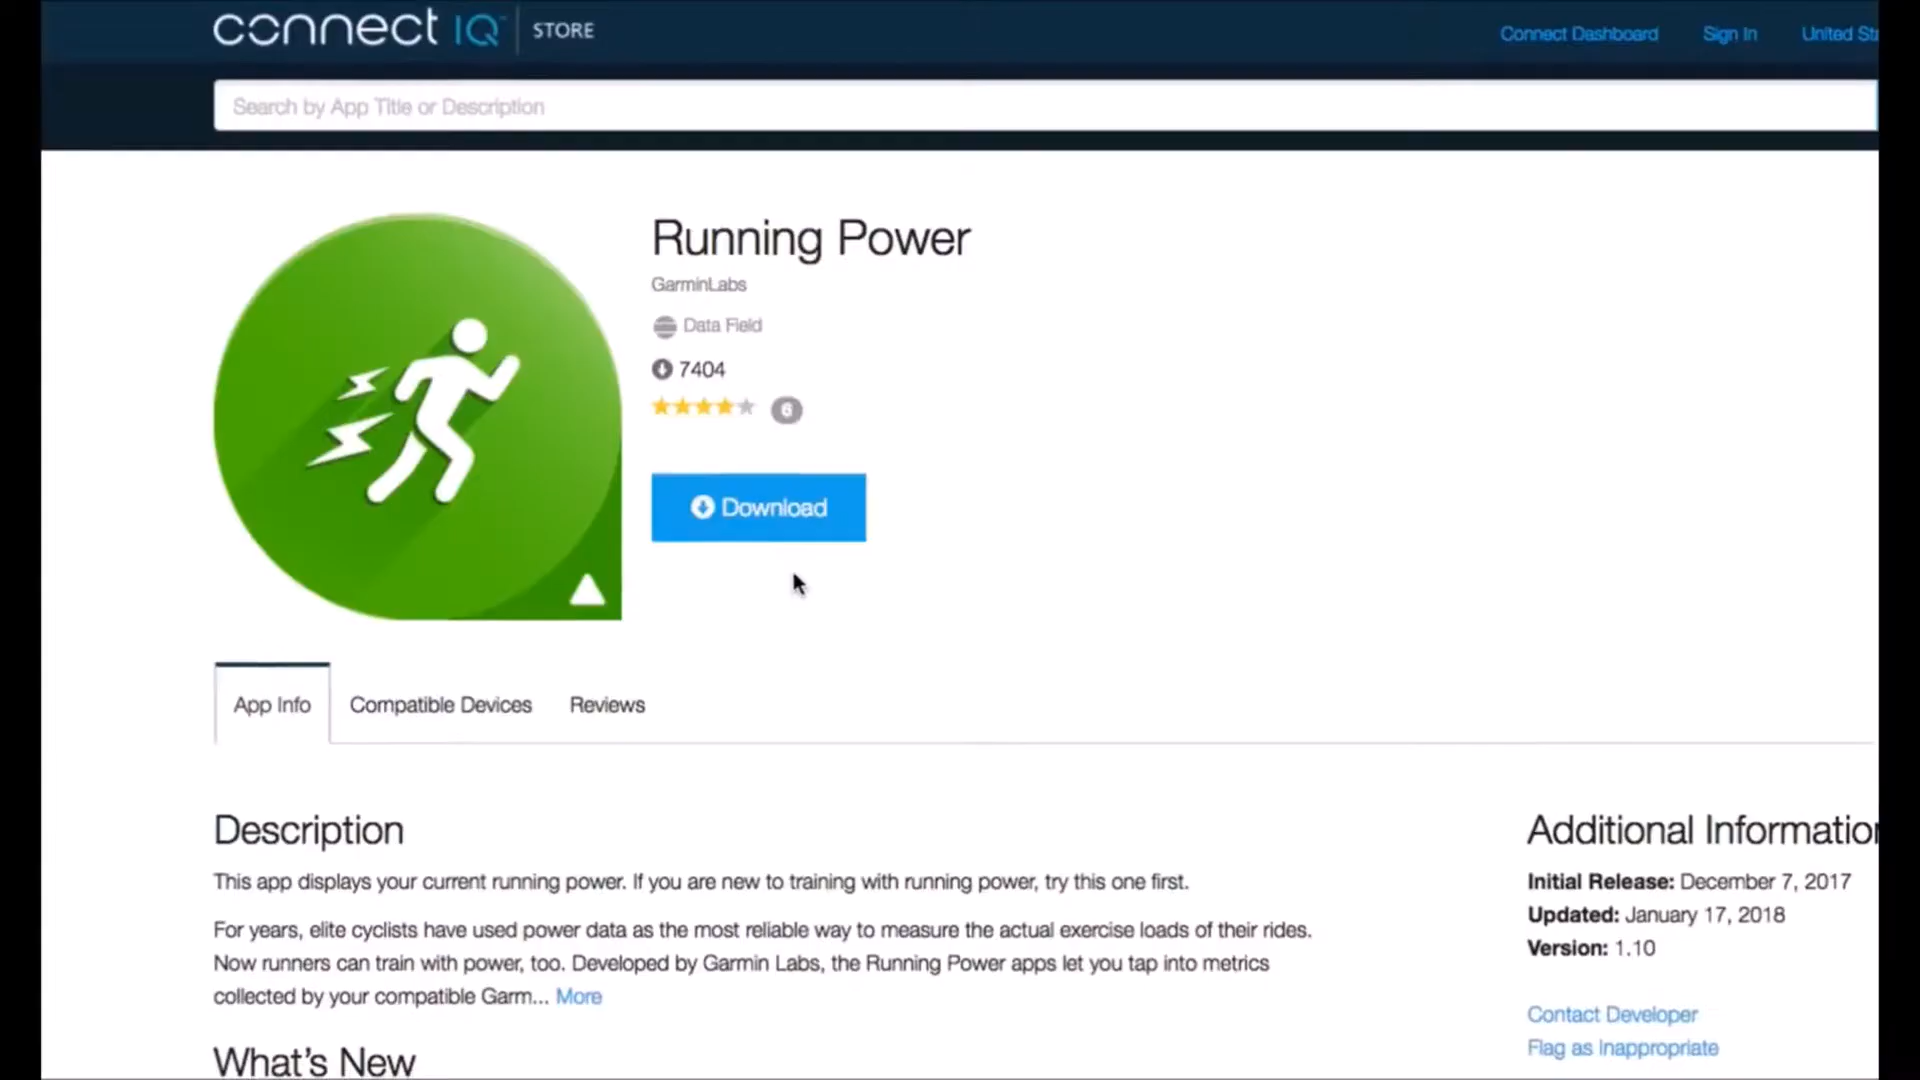 connect IQ™ STORE
Connect Dashboard
Sign In
United St
Search by App Title or Description
Running Power
GarminLabs
Data Field
7404
6
Download
App Info
Compatible Devices
Reviews
Description
This app displays your current running power. If you are new to training with running power, try this one first.
For years, elite cyclists have used power data as the most reliable way to measure the actual exercise loads of their rides.
Now runners can train with power, too. Developed by Garmin Labs, the Running Power apps let you tap into metrics
collected by your compatible Garm... More
What's New
Additional Information
Initial Release: December 7, 2017
Updated: January 17, 2018
Version: 1.10
Contact Developer
Flag as Inappropriate